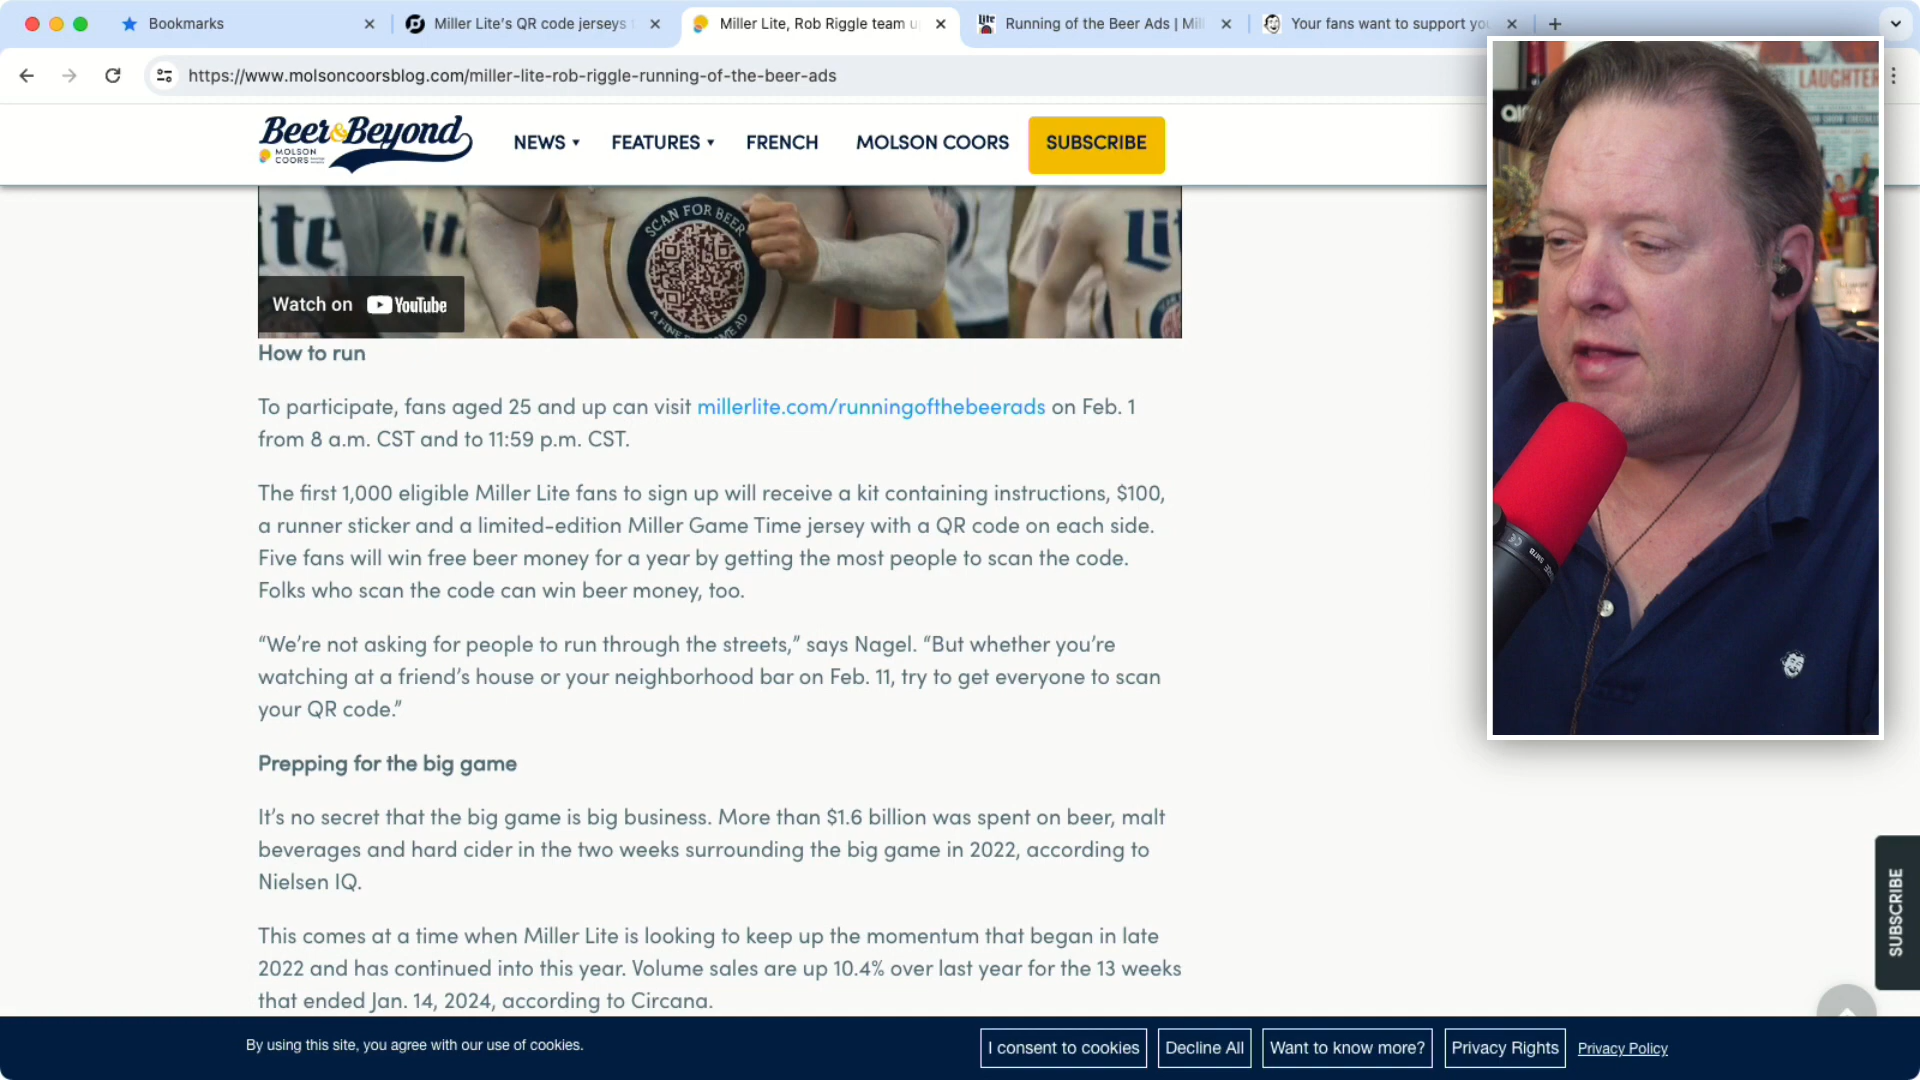 Bookmarks
Miller Lite's QR code jerseys
Miller Lite, Rob Riggle team u
Running of the Beer Ads | Mil
Your fans want to support yo
https://www.molsoncoorsblog.com/miller-lite-rob-riggle-running-of-the-beer-ads
Beer & Beyond
MOLSON COORS
NEWS
FEATURES
FRENCH
MOLSON COORS
SUBSCRIBE
LAUGHTER
SCAN FOR BEER
Watch on YouTube
How to run
To participate, fans aged 25 and up can visit millerlite.com/runningofthebeerads on Feb. 1
from 8 a.m. CST and to 11:59 p.m. CST.
The first 1,000 eligible Miller Lite fans to sign up will receive a kit containing instructions, $100,
a runner sticker and a limited-edition Miller Game Time jersey with a QR code on each side.
Five fans will win free beer money for a year by getting the most people to scan the code.
Folks who scan the code can win beer money, too.
“We’re not asking for people to run through the streets,” says Nagel. “But whether you’re
watching at a friend’s house or your neighborhood bar on Feb. 11, try to get everyone to scan
your QR code.”
Prepping for the big game
It’s no secret that the big game is big business. More than $1.6 billion was spent on beer, malt
beverages and hard cider in the two weeks surrounding the big game in 2022, according to
Nielsen IQ.
This comes at a time when Miller Lite is looking to keep up the momentum that began in late
2022 and has continued into this year. Volume sales are up 10.4% over last year for the 13 weeks
that ended Jan. 14, 2024, according to Circana.
SUBSCRIBE
By using this site, you agree with our use of cookies.
I consent to cookies
Decline All
Want to know more?
Privacy Rights
Privacy Policy